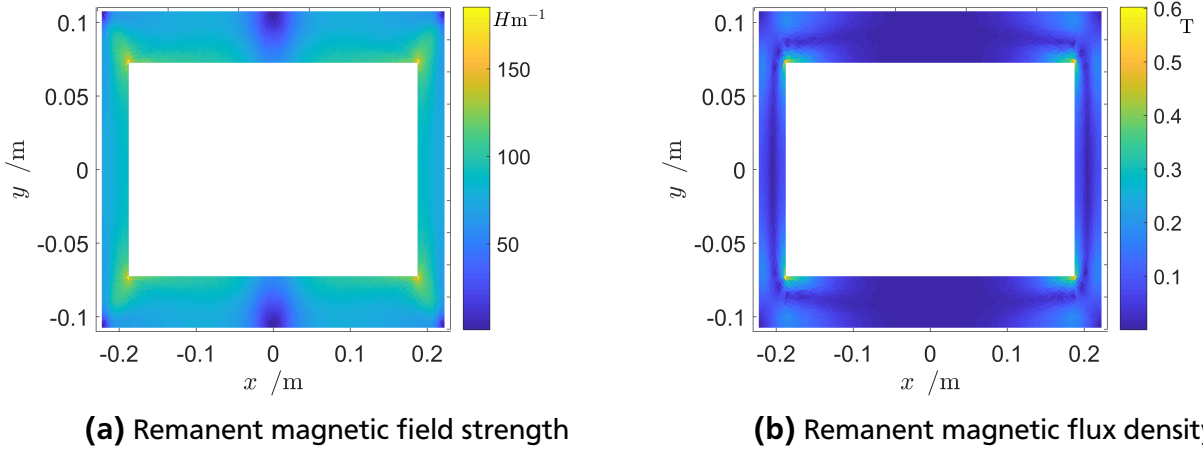 0.1
0.05
0
-0.05
-0.1
y /m
-0.2 -0.1 0 0.1 0.2
x /m
Hm⁻¹
150
100
50
0.1
0.05
0
-0.05
-0.1
y /m
-0.2 -0.1 0 0.1 0.2
x /m
0.6
T
0.5
0.4
0.3
0.2
0.1
(a) Remanent magnetic field strength
(b) Remanent magnetic flux density